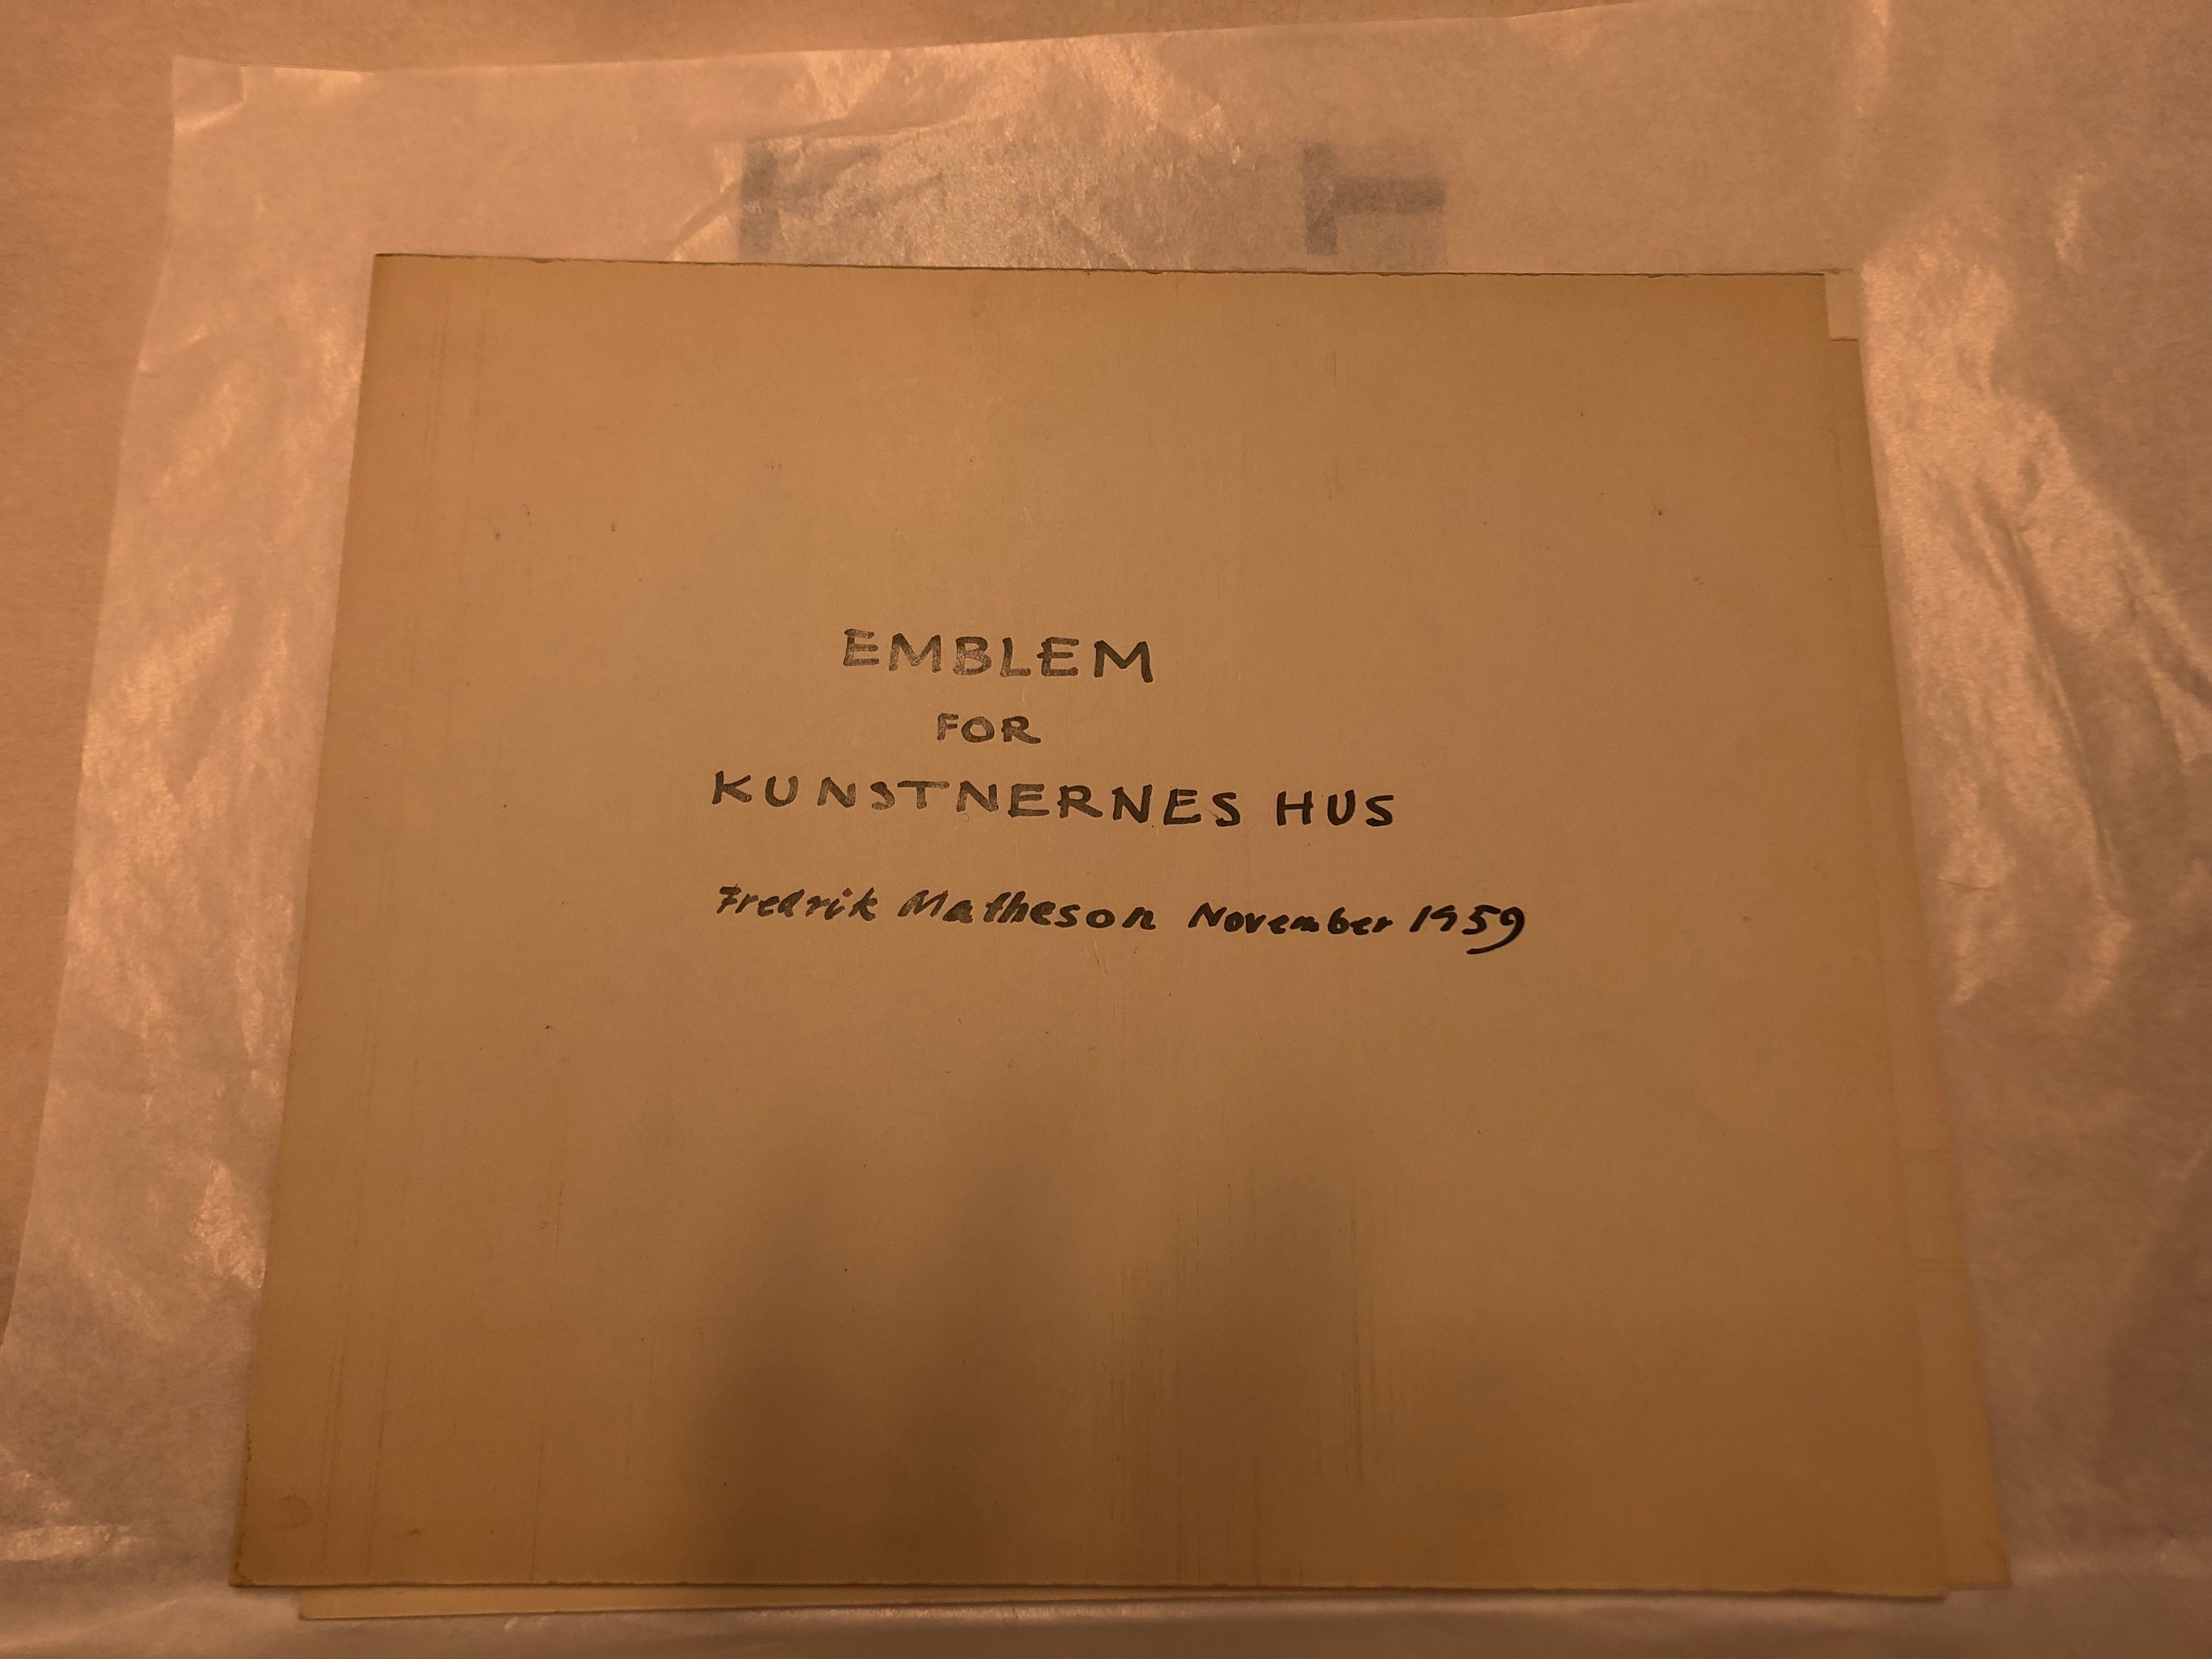 EMBLEM
FOR
KUNSTNERNES HUS
Fredrik Matheson November 1959